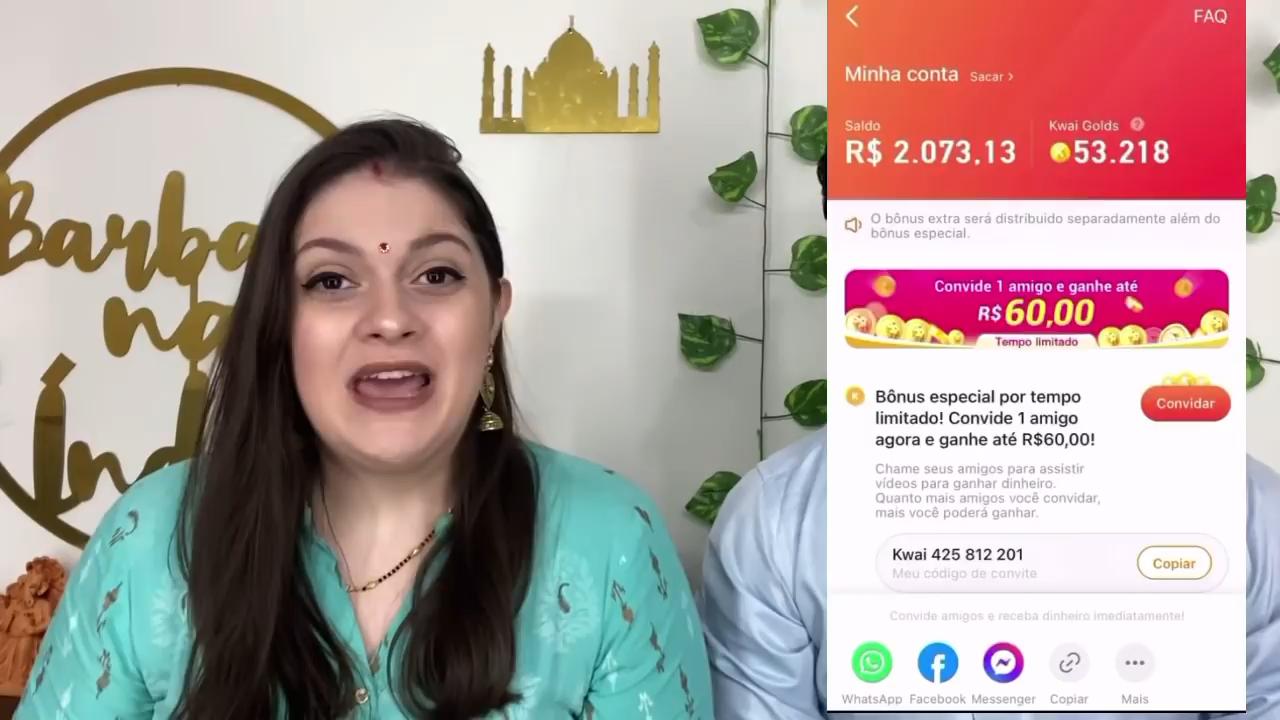 Barba
na
Índ
FAQ
Minha conta Sacar ›
Saldo
Kwai Golds ?
R$ 2.073,13
53.218
O bônus extra será distribuido separadamente além do
bônus especial.
Convide 1 amigo e ganhe até
R$60,00
Tempo limitado
Bônus especial por tempo
limitado! Convide 1 amigo
agora e ganhe até R$60,00!
Convidar
Chame seus amigos para assistir
vídeos para ganhar dinheiro.
Quanto mais amigos você convidar,
mais você poderá ganhar.
Kwai 425 812 201
Meu código de convite
Copiar
Convide amigos e receba dinheiro imediatamente!
WhatsApp Facebook Messenger Copiar Mais